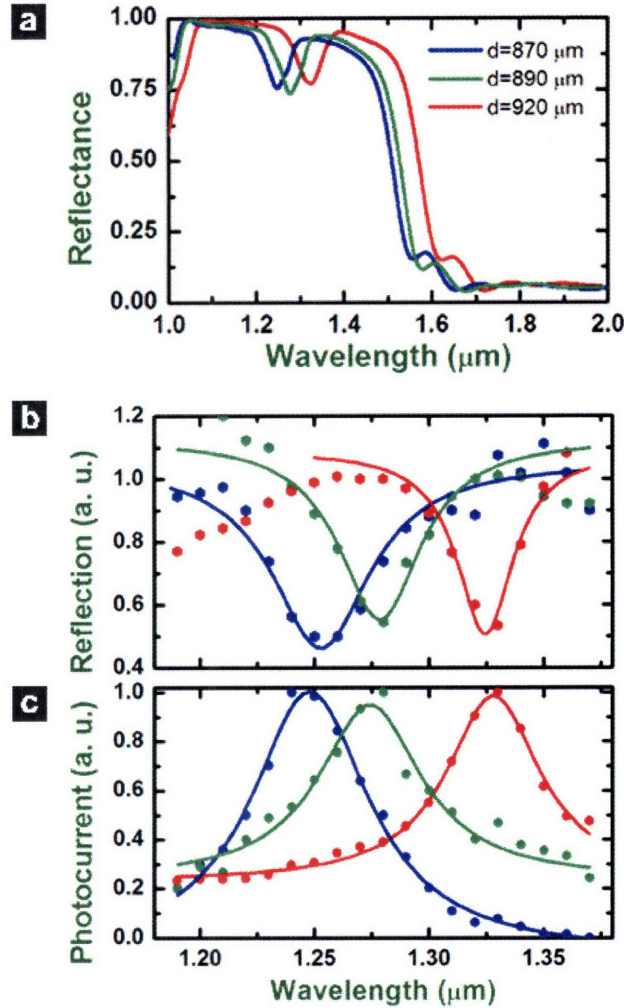 a
1.00
0.75
0.50
0.25
0.00
Reflectance
d=870 μm
d=890 μm
d=920 μm
1.0 1.2 1.4 1.6 1.8 2.0
Wavelength (μm)
b
1.2
1.0
0.8
0.6
0.4
Reflection (a. u.)
c
1.0
0.8
0.6
0.4
0.2
0.0
Photocurrent (a. u.)
1.20 1.25 1.30 1.35
Wavelength (μm)